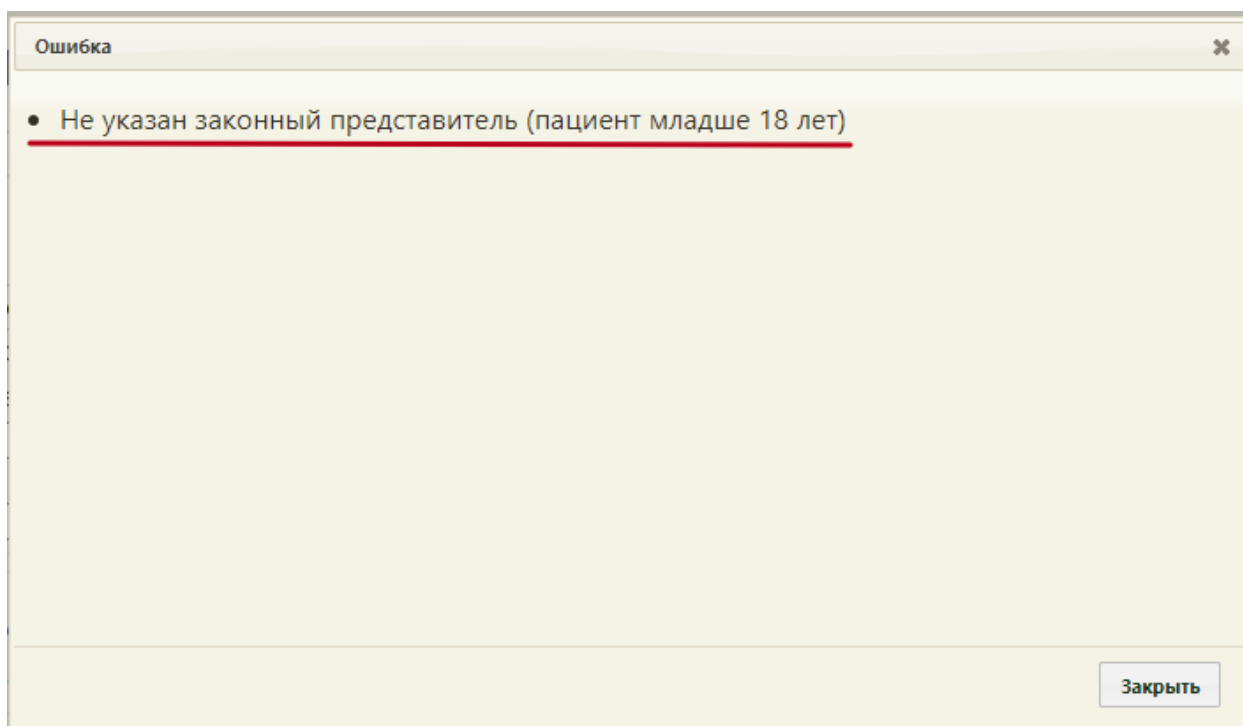 Ошибка
Не указан законный представитель (пациент младше 18 лет)
Закрыть